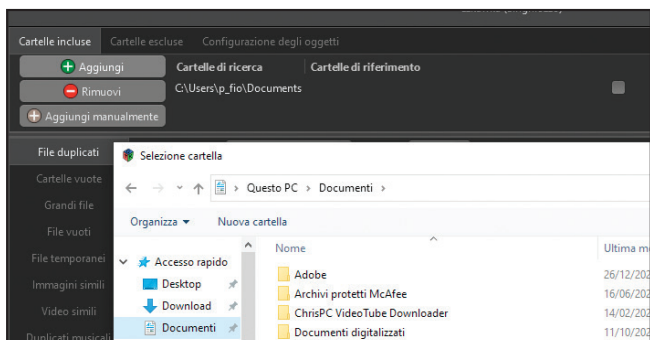 Cartelle incluse Cartelle escluse Configurazione degli oggetti
Aggiungi Cartelle di ricerca Cartelle di riferimento
Rimuovi C:\Users\p_fio\Documents
Aggiungi manualmente
File duplicati
Cartelle vuote
Grandi file
File vuoti
File temporanei
Immagini simili
Video simili
Duplicati musicali
Selezione cartella
Questo PC > Documenti >
Organizza Nuova cartella
Nome Ultima
Accesso rapido
Desktop
Download
Documenti
Adobe 26/12/202
Archivi protetti McAfee 16/06/202
ChrisPC VideoTube Downloader 14/02/202
Documenti digitalizzati 11/10/202